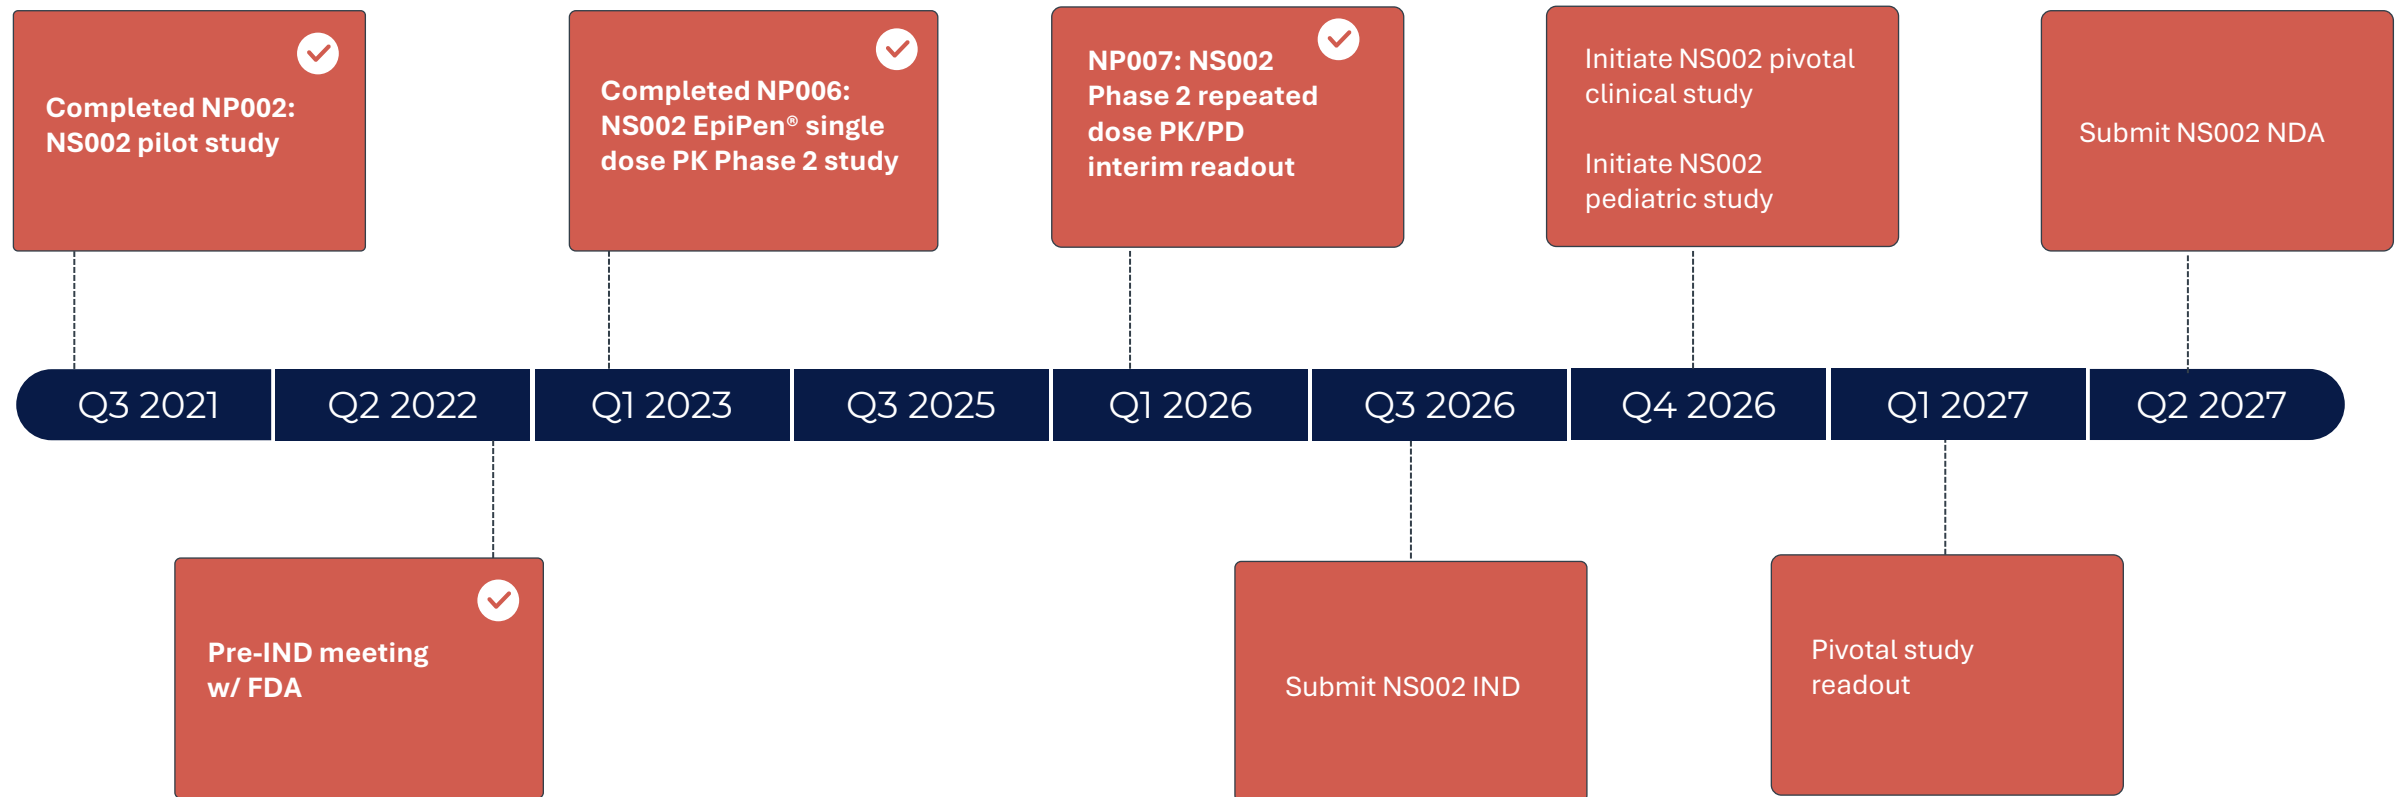 Completed NP002:
NS002 pilot study
Completed NP006:
NS002 EpiPen® single
dose PK Phase 2 study
NP007: NS002
Phase 2 repeated
dose PK/PD
interim readout
Initiate NS002 pivotal
clinical study
Initiate NS002
pediatric study
Submit NS002 NDA
Q3 2021
Q2 2022
Q1 2023
Q3 2025
Q1 2026
Q3 2026
Q4 2026
Q1 2027
Q2 2027
Pre-IND meeting
w/ FDA
Submit NS002 IND
Pivotal study
readout